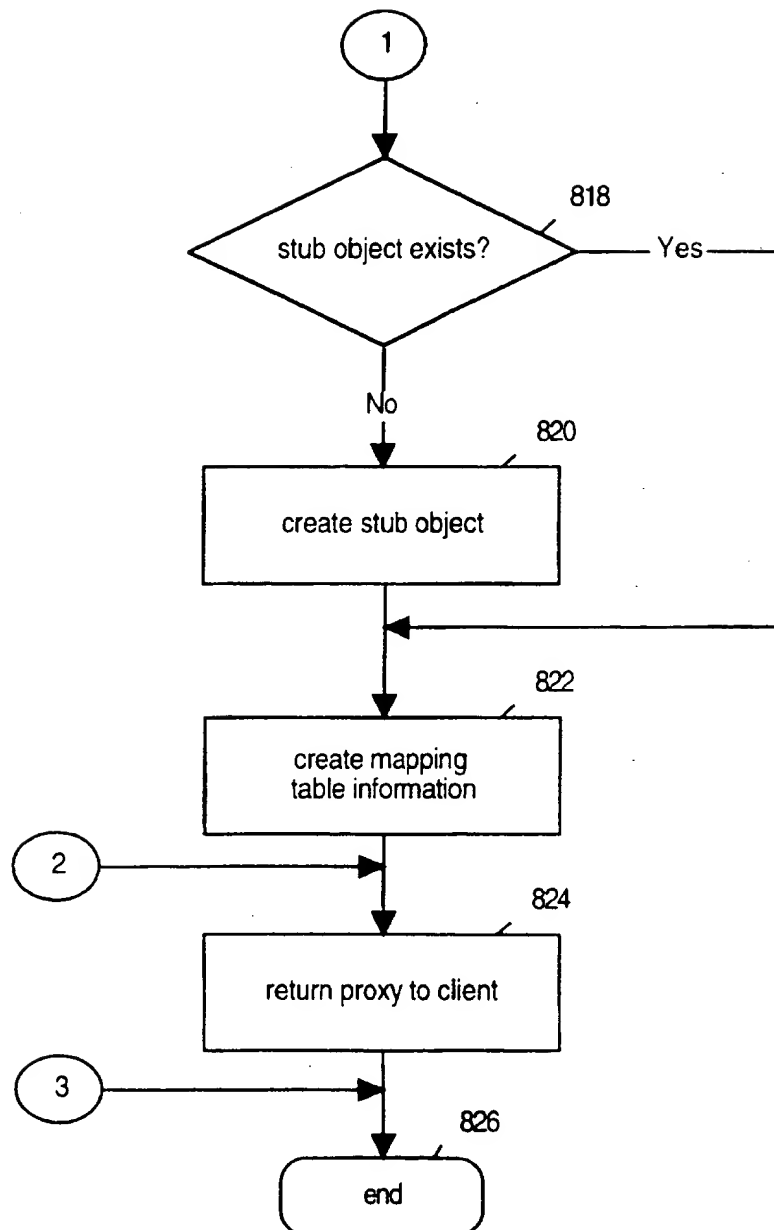 1
818
stub object exists?
Yes
No
820
create stub object
822
create mapping
table information
2
824
return proxy to client
3
826
end